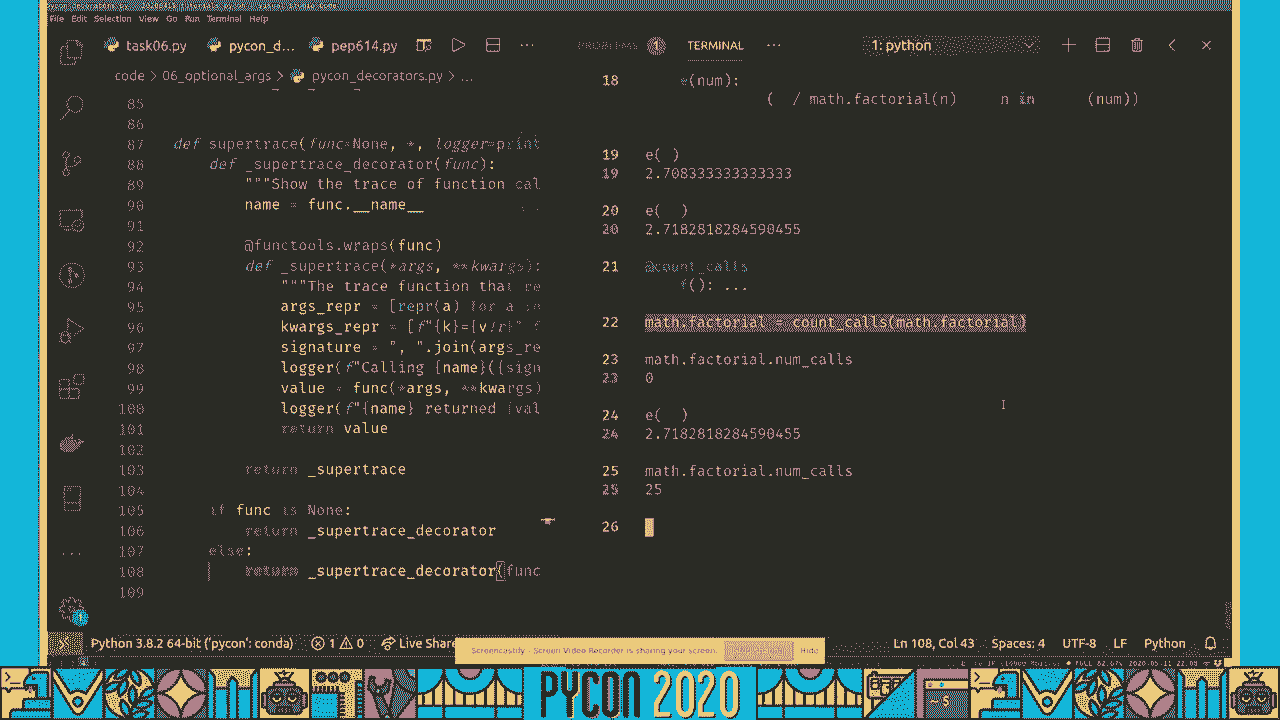 File Edit Selection View Go Run Terminal Help
task06.py
pycon_d...
pep614.py
...
PROBLEMS 1 TERMINAL ...
1: python
code > 06_optional_args > pycon_decorators.py > ...
85
86
87 def supertrace(func=None, *, logger=print
88 def _supertrace_decorator(func):
89 """Show the trace of function cal
90 name = func.__name__
91
92 @functools.wraps(func)
93 def _supertrace(*args, **kwargs):
94 """The trace function that re
95 args_repr = [repr(a) for a in
96 kwargs_repr = [f"{k}={v!r}" f
97 signature = ", ".join(args_re
98 logger(f"Calling {name}({sign
99 value = func(*args, **kwargs)
100 logger(f"{name} returned {val
101 return value
102
103 return _supertrace
104
105 if func is None:
106 return _supertrace_decorator
107 else:
108 return _supertrace_decorator(func
109
18 e(num):
( / math.factorial(n) n in (num))
19 e( )
19 2.708333333333333
20 e( )
20 2.7182818284590455
21 @count_calls
f(): ...
22 math.factorial = count_calls(math.factorial)
23 math.factorial.num_calls
23 0
24 e( )
24 2.7182818284590455
25 math.factorial.num_calls
25 25
26
Python 3.8.2 64-bit ('pycon': conda) 1 0 Live Share
Ln 108, Col 43 Spaces: 4 UTF-8 LF Python
Screencastify - Screen Video Recorder is sharing your screen. Hide
PYCON 2020